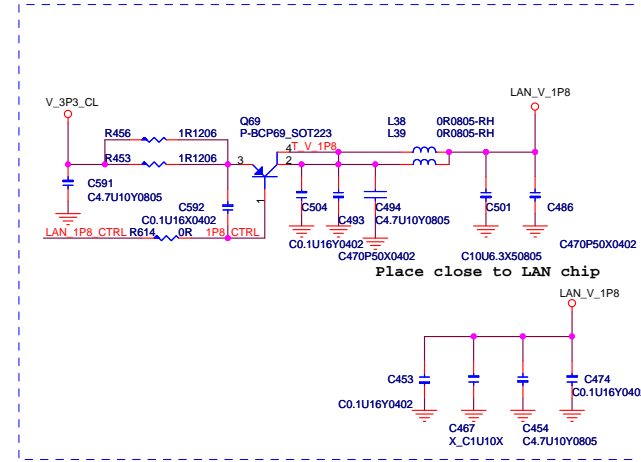 LAN_V_1P8
V_3P3_CL
Q69
P-BCP69_SOT223
L38 0R0805-RH
L39 0R0805-RH
R456 1R1206
T_V_1P8
4
R453 1R1206
3
2
C591
C4.7U10Y0805
1
C592
C0.1U16X0402
C504
C493
C494
C4.7U10Y0805
C501
C486
LAN_1P8_CTRL
R614 0R
1P8_CTRL
C0.1U16Y0402
C470P50X0402
C10U6.3X50805
C470P50X0402
Place close to LAN chip
LAN_V_1P8
C453
C474
C0.1U16Y0402
C0.1U16Y0402
C467
X_C1U10X
C454
C4.7U10Y0805